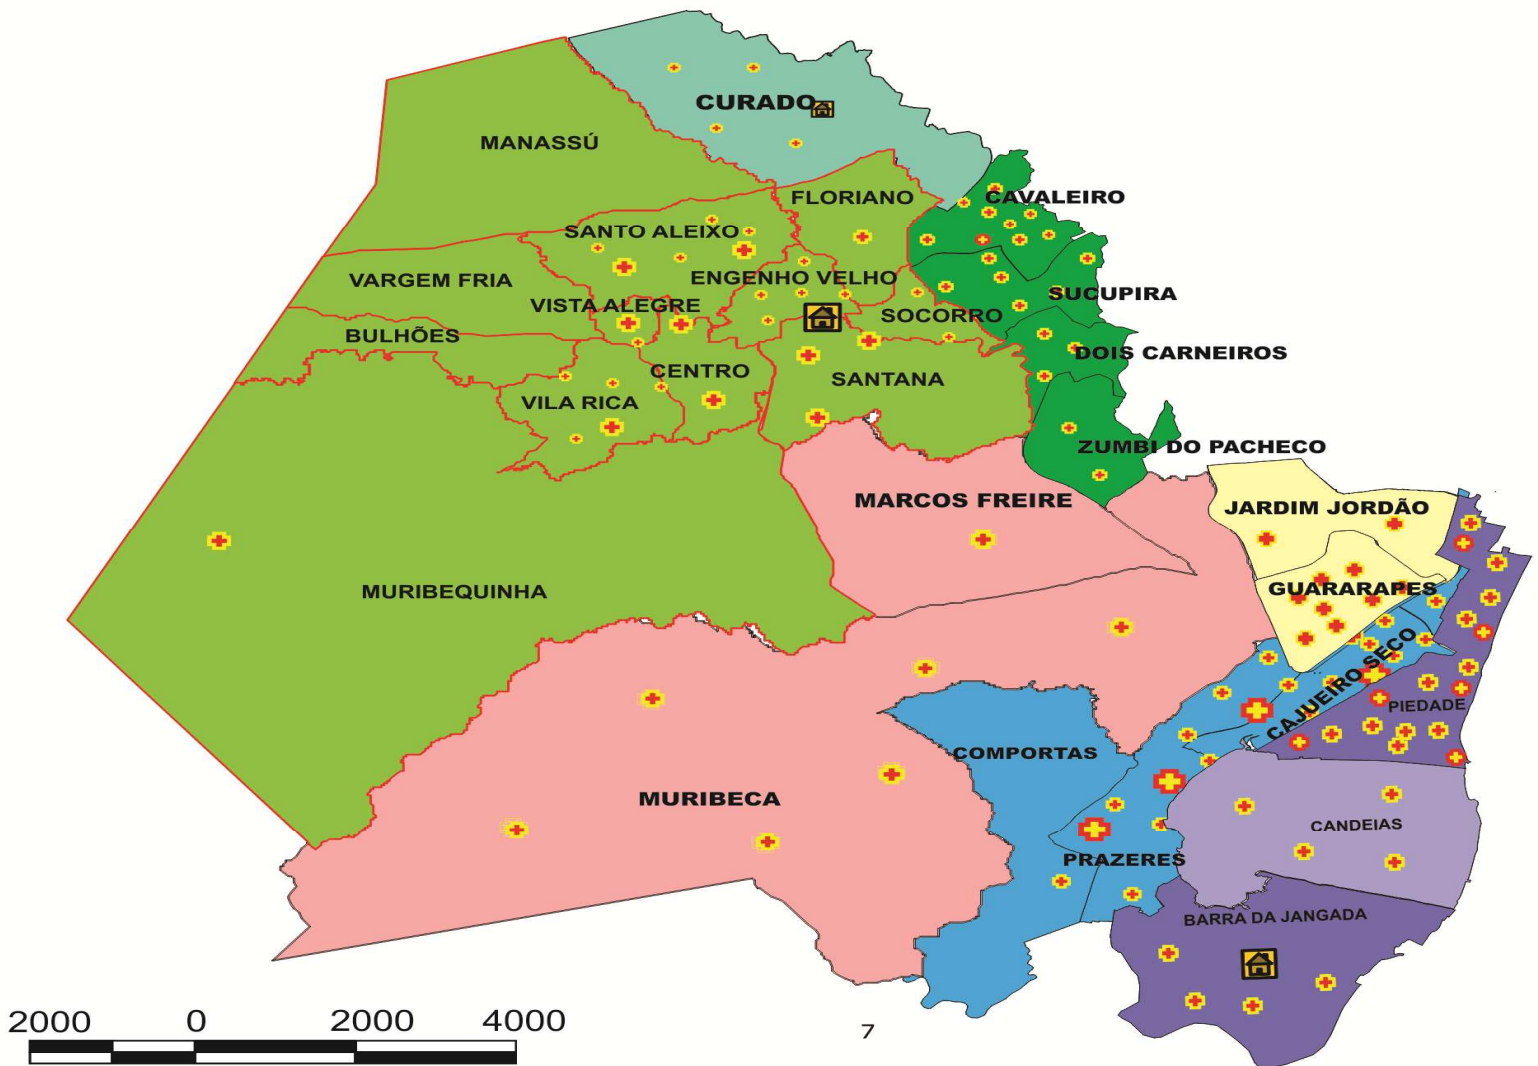 CURADO
MANASSÚ
FLORIANO
CAVALEIRO
SANTO ALEIXO
VARGEM FRIA
ENGENHO VELHO
SUCUPIRA
VISTA ALEGRE
SOCORRO
BULHÕES
DOIS CARNEIROS
CENTRO
SANTANA
VILA RICA
ZUMBI DO PACHECO
MARCOS FREIRE
JARDIM JORDÃO
MURIBEQUINHA
GUARARAPES
CAJUEIRO SECO
PIEDADE
COMPORTAS
MURIBECA
CANDEIAS
PRAZERES
BARRA DA JANGADA
2000 0 2000 4000
7